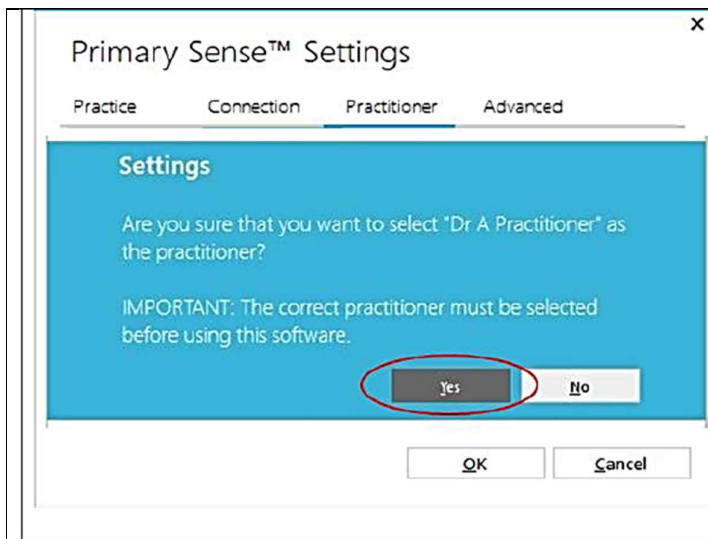 x
Primary Sense™ Settings
Practice Connection Practitioner Advanced
Settings
Are you sure that you want to select "Dr A Practitioner" as
the practitioner?
IMPORTANT: The correct practitioner must be selected
before using this software.
Yes No
OK Cancel